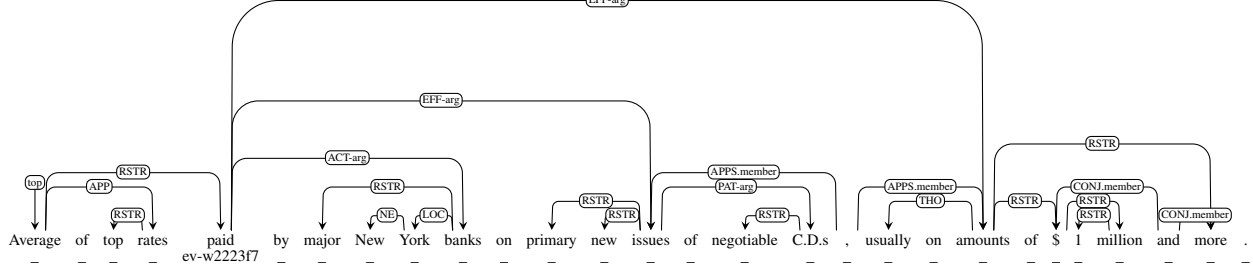 EFF-arg
EFF-arg
RSTR
ACT-arg
top RSTR APP.S.member
APP RSTR PAT-arg APPS.member CONJ.member
RSTR NE LOC RSTR RSTR RSTR THO RSTR RSTR RSTR CONJ.member
Average of top rates paid by major New York banks on primary new issues of negotiable C.D.s , usually on amounts of $ 1 million and more .
_ _ _ _ ev-w2223f7 _ _ _ _ _ _ _ _ _ _ _ _ _ _ _ _ _ _ _ _ _ _ _